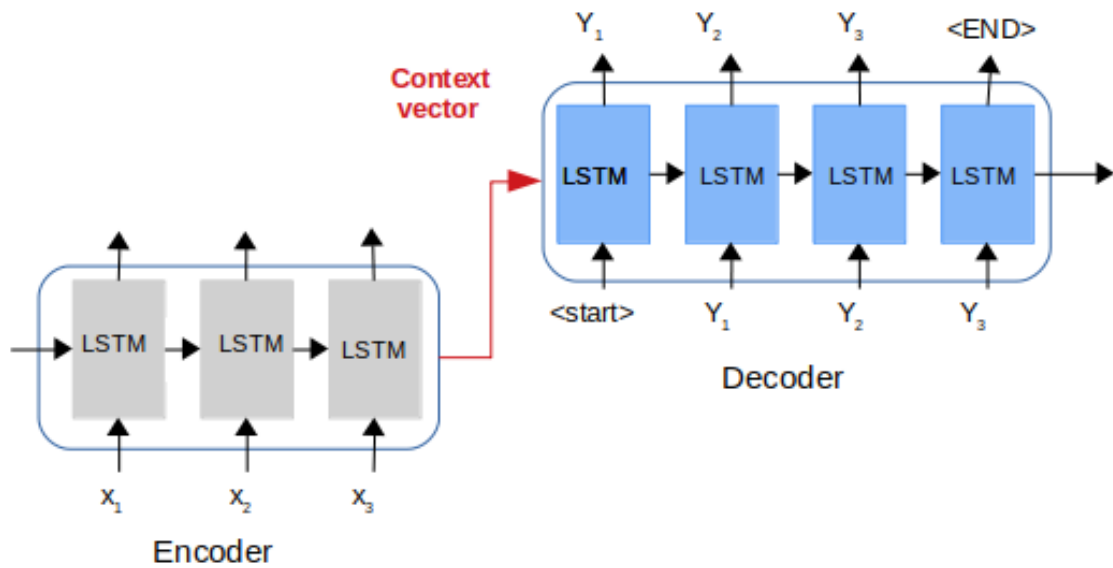 Y₁ Y₂ Y₃ <END>
Context
vector
LSTM LSTM LSTM LSTM
<start> Y₁ Y₂ Y₃
Decoder
LSTM LSTM LSTM
x₁ x₂ x₃
Encoder